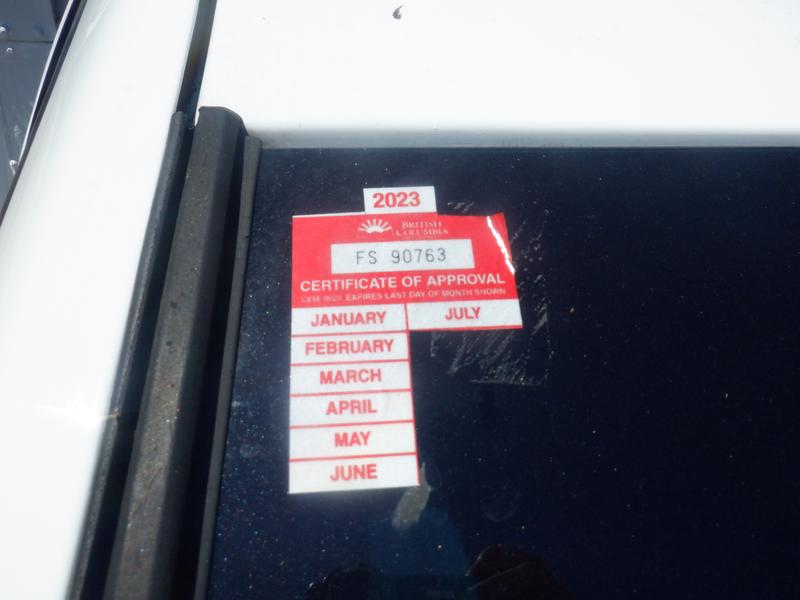 2023
BRITISH
COLUMBIA
FS 90763
CERTIFICATE OF APPROVAL
EXPIRES LAST DAY OF MONTH SHOWN
JANUARY JULY
FEBRUARY
MARCH
APRIL
MAY
JUNE